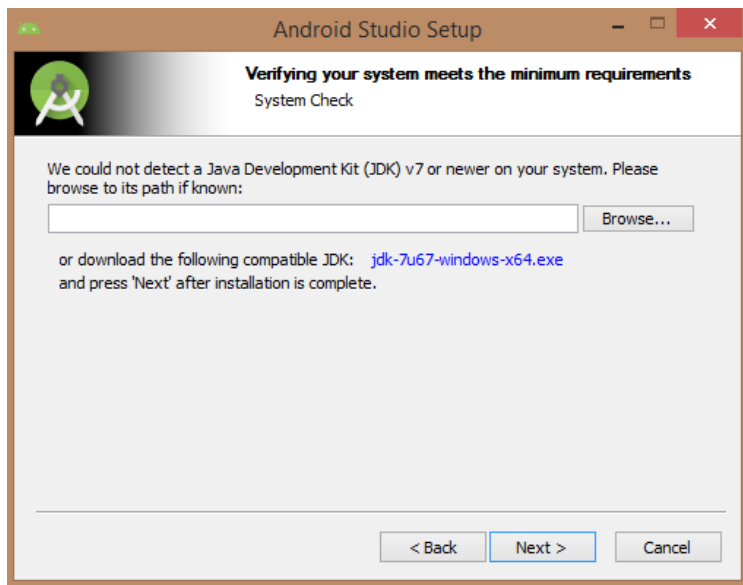 Android Studio Setup
Verifying your system meets the minimum requirements
System Check
We could not detect a Java Development Kit (JDK) v7 or newer on your system. Please
browse to its path if known:
Browse...
or download the following compatible JDK: jdk-7u67-windows-x64.exe
and press 'Next' after installation is complete.
< Back Next > Cancel